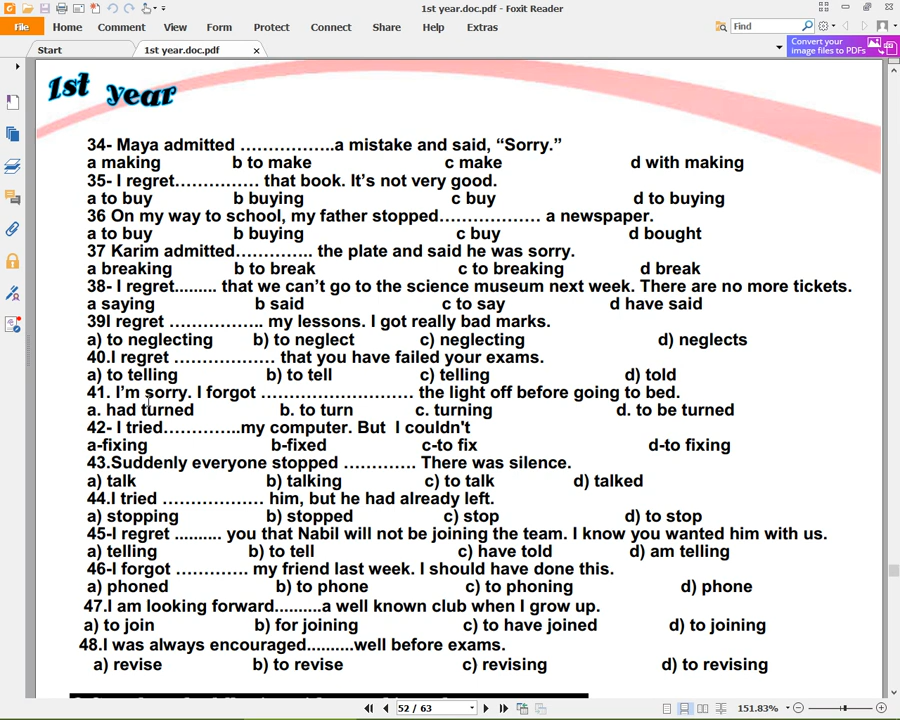 1st year.doc.pdf - Foxit Reader
File Home Comment View Form Protect Connect Share Help Extras
Find
Convert your
image files to PDFs
Start 1st year.doc.pdf
1st year
34- Maya admitted ……………..a mistake and said, “Sorry.”
a making b to make c make d with making
35- I regret………… that book. It’s not very good.
a to buy b buying c buy d to buying
36 On my way to school, my father stopped……………… a newspaper.
a to buy b buying c buy d bought
37 Karim admitted………….. the plate and said he was sorry.
a breaking b to break c to breaking d break
38- I regret......... that we can’t go to the science museum next week. There are no more tickets.
a saying b said c to say d have said
39I regret …………….. my lessons. I got really bad marks.
a) to neglecting b) to neglect c) neglecting d) neglects
40.I regret ……………… that you have failed your exams.
a) to telling b) to tell c) telling d) told
41. I’m sorry. I forgot ……………………… the light off before going to bed.
a. had turned b. to turn c. turning d. to be turned
42- I tried…………..my computer. But I couldn't
a-fixing b-fixed c-to fix d-to fixing
43.Suddenly everyone stopped …………. There was silence.
a) talk b) talking c) to talk d) talked
44.I tried ……………… him, but he had already left.
a) stopping b) stopped c) stop d) to stop
45-I regret .......... you that Nabil will not be joining the team. I know you wanted him with us.
a) telling b) to tell c) have told d) am telling
46-I forgot …………. my friend last week. I should have done this.
a) phoned b) to phone c) to phoning d) phone
47.I am looking forward..........a well known club when I grow up.
a) to join b) for joining c) to have joined d) to joining
48.I was always encouraged..........well before exams.
a) revise b) to revise c) revising d) to revising
52 / 63
151.83%